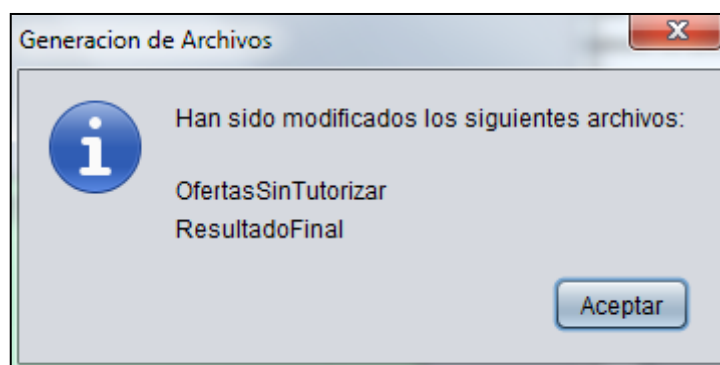 Generacion de Archivos
Han sido modificados los siguientes archivos:
OfertasSinTutorizar
ResultadoFinal
Aceptar